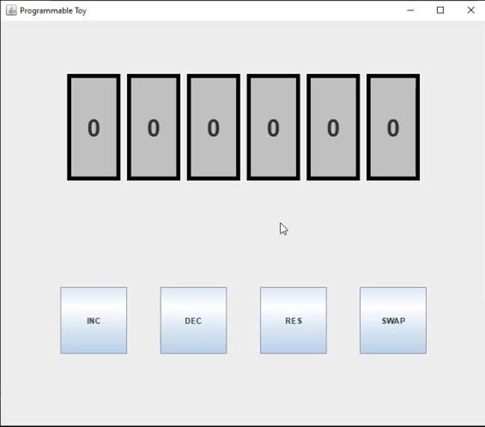 Programmable Toy
0 0 0 0 0 0
INC DEC RES SWAP